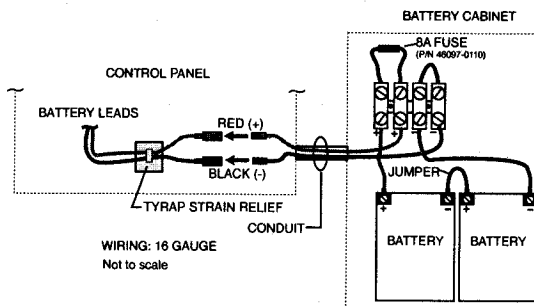 BATTERY CABINET
8A FUSE
(P/N 46097-0110)
CONTROL PANEL
BATTERY LEADS
RED (+)
+ + - -
BLACK (-)
JUMPER
TYRAP STRAIN RELIEF
CONDUIT
+ - + -
WIRING: 16 GAUGE
BATTERY BATTERY
Not to scale